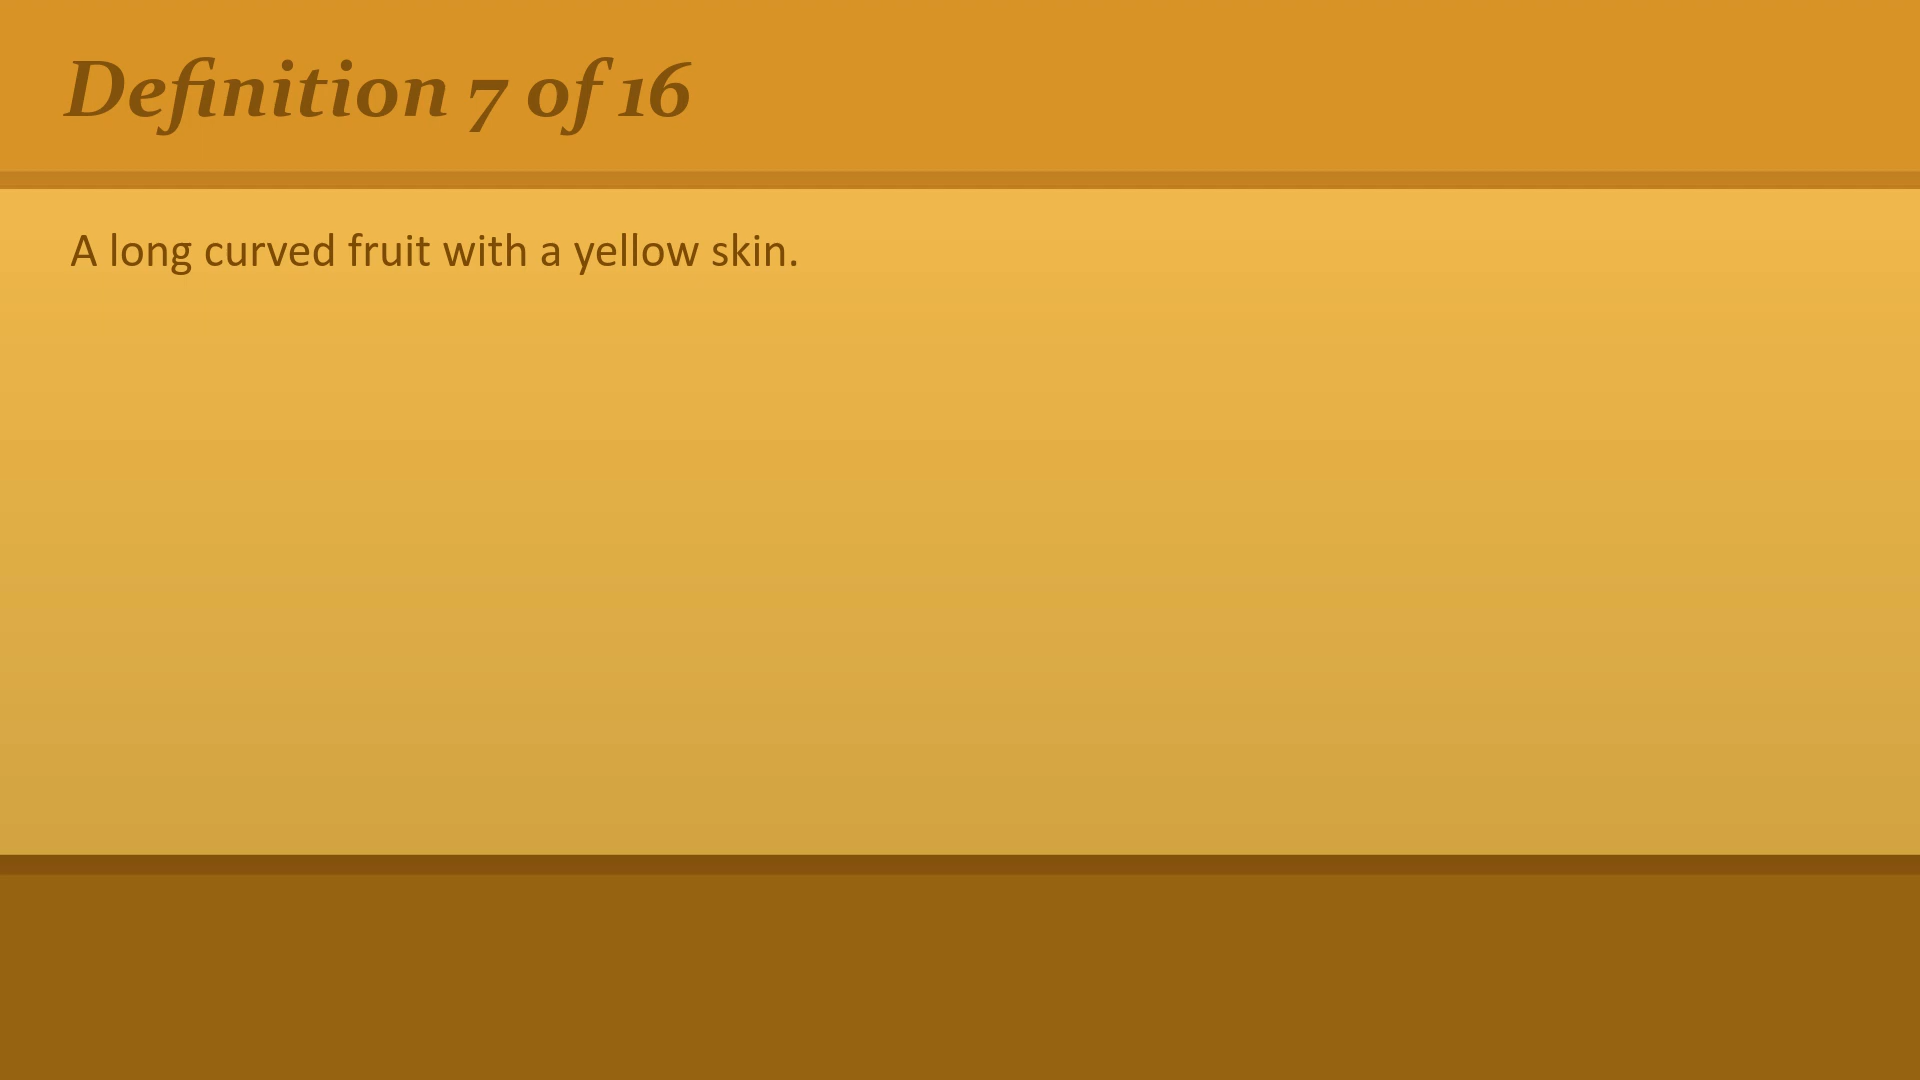 Definition 7 of 16
A long curved fruit with a yellow skin.